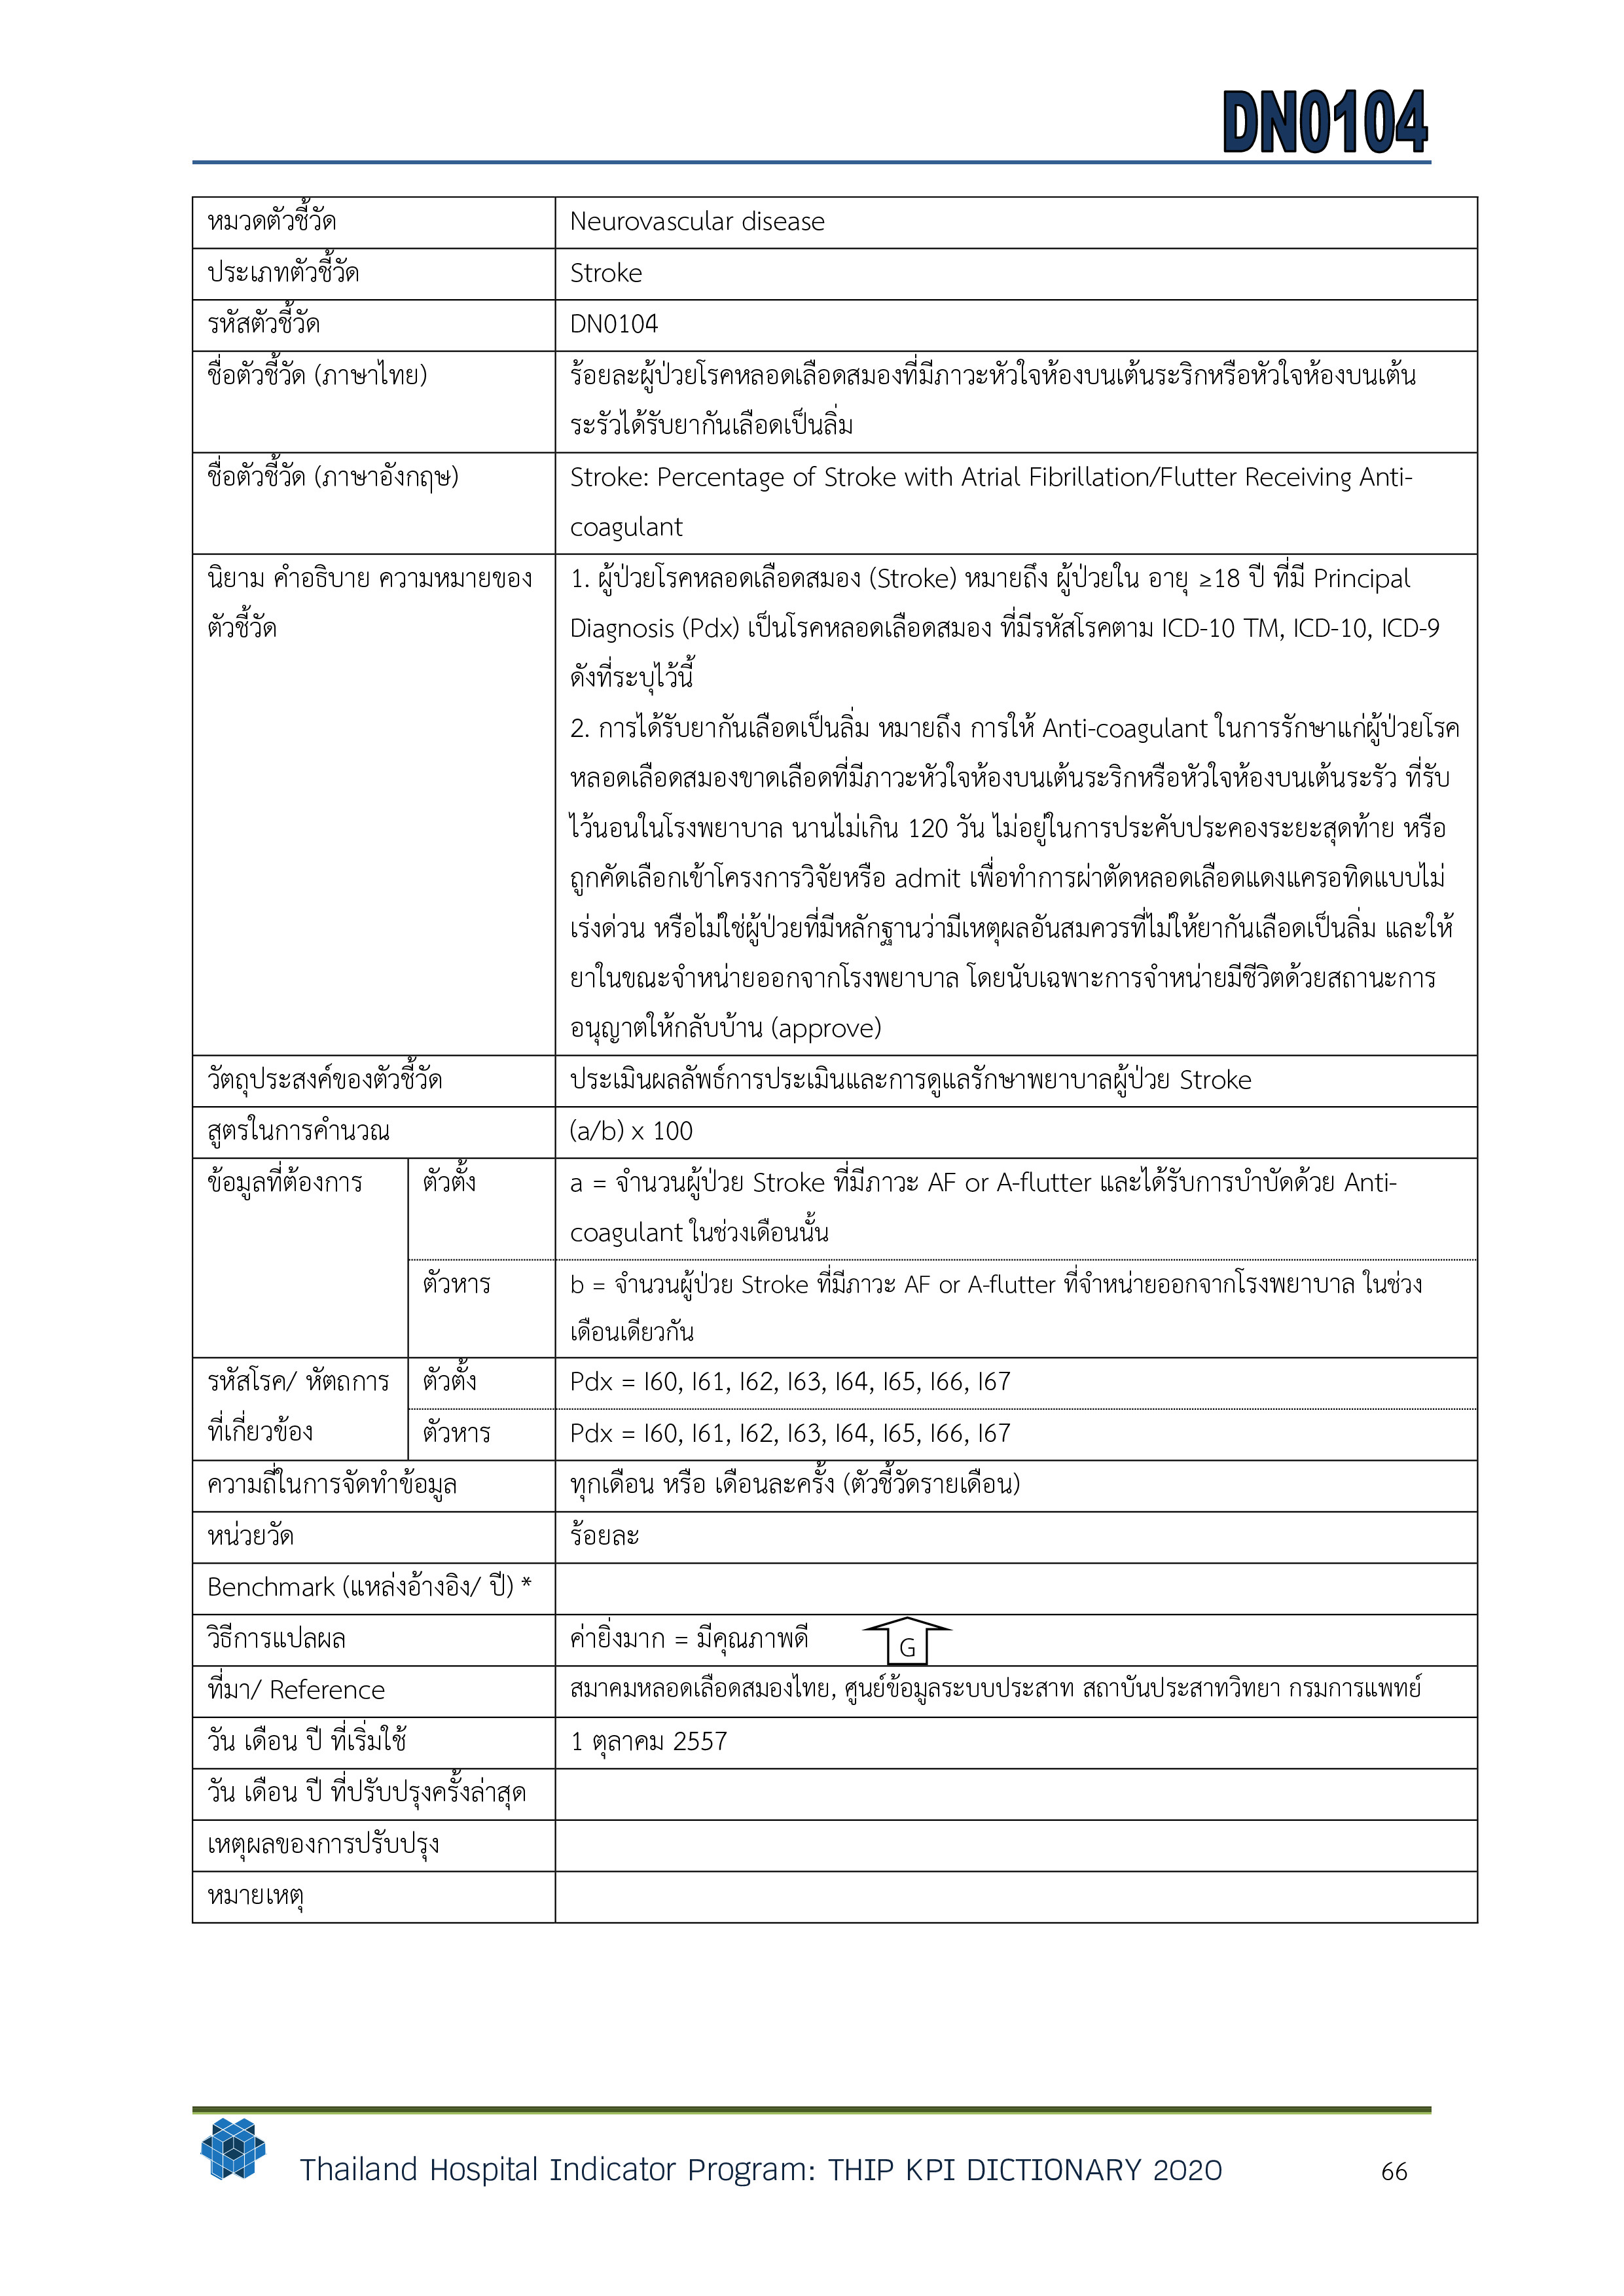 DN0104
หมวดตัวชี้วัด
Neurovascular disease
ประเภทตัวชี้วัด
Stroke
รหัสตัวชี้วัด
DN0104
ชื่อตัวชี้วัด (ภาษาไทย)
ร้อยละผู้ป่วยโรคหลอดเลือดสมองที่มีภาวะหัวใจห้องบนเต้นระริกหรือหัวใจห้องบนเต้น
ระรัวได้รับยากันเลือดเป็นลิ่ม
ชื่อตัวชี้วัด (ภาษาอังกฤษ)
Stroke: Percentage of Stroke with Atrial Fibrillation/Flutter Receiving Anti-
coagulant
นิยาม คำอธิบาย ความหมายของ
ตัวชี้วัด
1. ผู้ป่วยโรคหลอดเลือดสมอง (Stroke) หมายถึง ผู้ป่วยใน อายุ ≥18 ปี ที่มี Principal
Diagnosis (Pdx) เป็นโรคหลอดเลือดสมอง ที่มีรหัสโรคตาม ICD-10 TM, ICD-10, ICD-9
ดังที่ระบุไว้นี้
2. การได้รับยากันเลือดเป็นลิ่ม หมายถึง การให้ Anti-coagulant ในการรักษาแก่ผู้ป่วยโรค
หลอดเลือดสมองขาดเลือดที่มีภาวะหัวใจห้องบนเต้นระริกหรือหัวใจห้องบนเต้นระรัว ที่รับ
ไว้นอนในโรงพยาบาล นานไม่เกิน 120 วัน ไม่อยู่ในการประคับประคองระยะสุดท้าย หรือ
ถูกคัดเลือกเข้าโครงการวิจัยหรือ admit เพื่อทำการผ่าตัดหลอดเลือดแดงแครอทิดแบบไม่
เร่งด่วน หรือไม่ใช่ผู้ป่วยที่มีหลักฐานว่ามีเหตุผลอันสมควรที่ไม่ให้ยากันเลือดเป็นลิ่ม และให้
ยาในขณะจำหน่ายออกจากโรงพยาบาล โดยนับเฉพาะการจำหน่ายมีชีวิตด้วยสถานะการ
อนุญาตให้กลับบ้าน (approve)
วัตถุประสงค์ของตัวชี้วัด
ประเมินผลลัพธ์การประเมินและการดูแลรักษาพยาบาลผู้ป่วย Stroke
สูตรในการคำนวณ
(a/b) x 100
ข้อมูลที่ต้องการ
ตัวตั้ง
a = จำนวนผู้ป่วย Stroke ที่มีภาวะ AF or A-flutter และได้รับการบำบัดด้วย Anti-
coagulant ในช่วงเดือนนั้น
ตัวหาร
b = จำนวนผู้ป่วย Stroke ที่มีภาวะ AF or A-flutter ที่จำหน่ายออกจากโรงพยาบาล ในช่วง
เดือนเดียวกัน
รหัสโรค/ หัตถการ
ที่เกี่ยวข้อง
ตัวตั้ง
Pdx = I60, I61, I62, I63, I64, I65, I66, I67
ตัวหาร
Pdx = I60, I61, I62, I63, I64, I65, I66, I67
ความถี่ในการจัดทำข้อมูล
ทุกเดือน หรือ เดือนละครั้ง (ตัวชี้วัดรายเดือน)
หน่วยวัด
ร้อยละ
Benchmark (แหล่งอ้างอิง/ ปี) *
วิธีการแปลผล
ค่ายิ่งมาก = มีคุณภาพดี G
ที่มา/ Reference
สมาคมหลอดเลือดสมองไทย, ศูนย์ข้อมูลระบบประสาท สถาบันประสาทวิทยา กรมการแพทย์
วัน เดือน ปี ที่เริ่มใช้
1 ตุลาคม 2557
วัน เดือน ปี ที่ปรับปรุงครั้งล่าสุด
เหตุผลของการปรับปรุง
หมายเหตุ
Thailand Hospital Indicator Program: THIP KPI DICTIONARY 2020 66